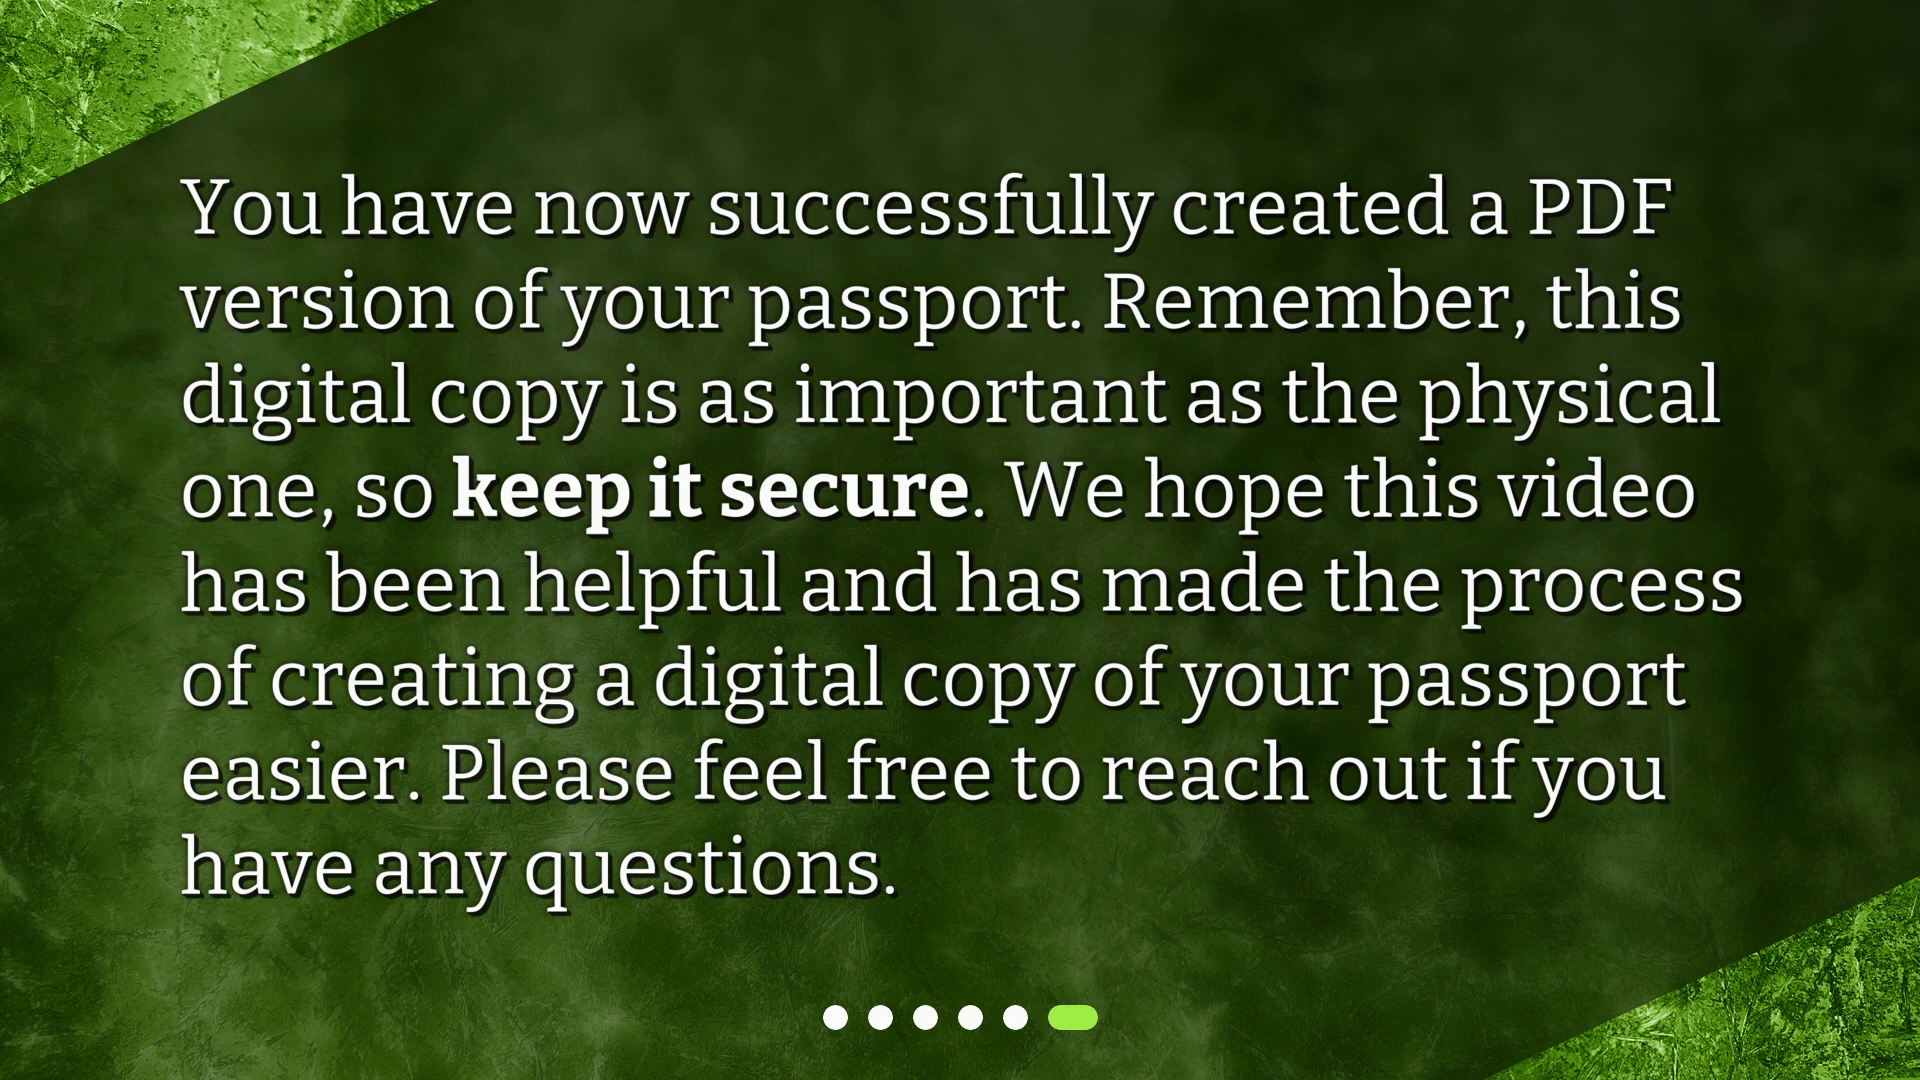 You have now successfully created a PDF
version of your passport. Remember, this
digital copy is as important as the physical
one, so keep it secure. We hope this video
has been helpful and has made the process
of creating a digital copy of your passport
easier. Please feel free to reach out if you
have any questions.